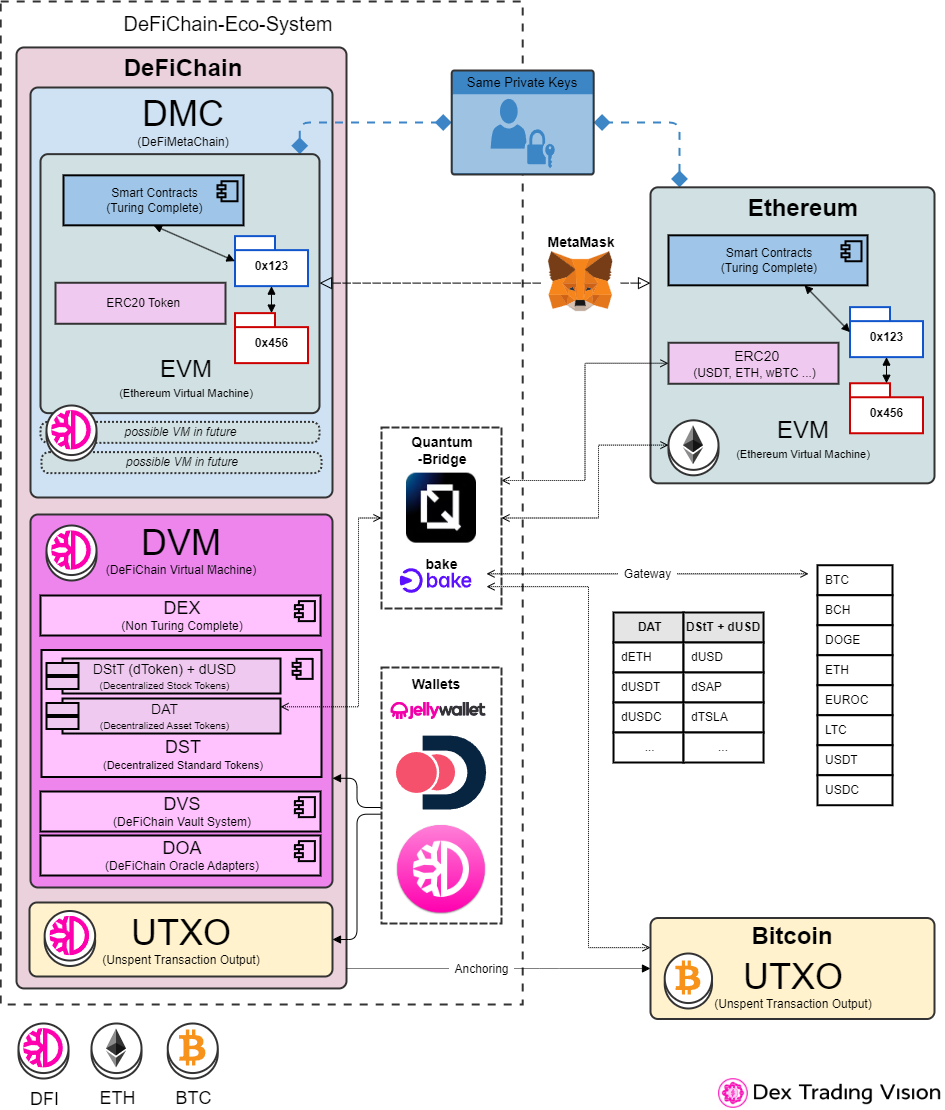 DeFiChain-Eco-System
DeFiChain
DMC
(DeFiMetaChain)
Smart Contracts
(Turing Complete)
0x123
ERC20 Token
0x456
EVM
(Ethereum Virtual Machine)
possible VM in future
possible VM in future
DVM
(DeFiChain Virtual Machine)
DEX
(Non Turing Complete)
DStT (dToken) + dUSD
(Decentralized Stock Tokens)
DAT
(Decentralized Asset Tokens)
DST
(Decentralized Standard Tokens)
DVS
(DeFiChain Vault System)
DOA
(DeFiChain Oracle Adapters)
UTXO
(Unspent Transaction Output)
Same Private Keys
MetaMask
Quantum
-Bridge
bake
bake
Wallets
jellywallet
Ethereum
Smart Contracts
(Turing Complete)
0x123
ERC20
(USDT, ETH, wBTC ...)
0x456
EVM
(Ethereum Virtual Machine)
Gateway
BTC
BCH
DOGE
ETH
EUROC
LTC
USDT
USDC
DAT DStT + dUSD
dETH dUSD
dUSDT dSAP
dUSDC dTSLA
... ...
Anchoring
Bitcoin
UTXO
(Unspent Transaction Output)
DFI
ETH
BTC
Dex Trading Vision